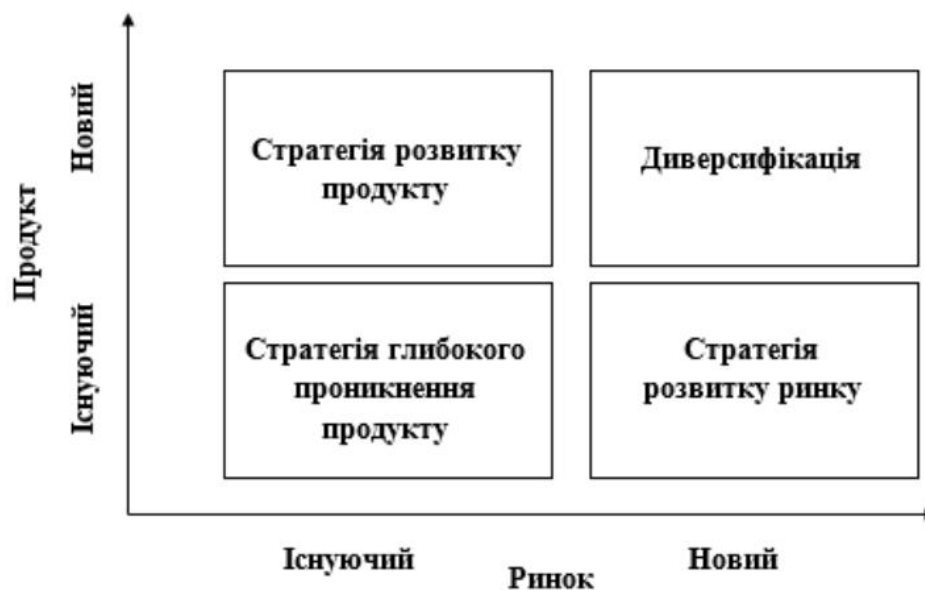 Продукт
Новий
Стратегія розвитку
продукту
Диверсифікація
Існуючий
Стратегія глибокого
проникнення
продукту
Стратегія
розвитку ринку
Існуючий
Новий
Ринок